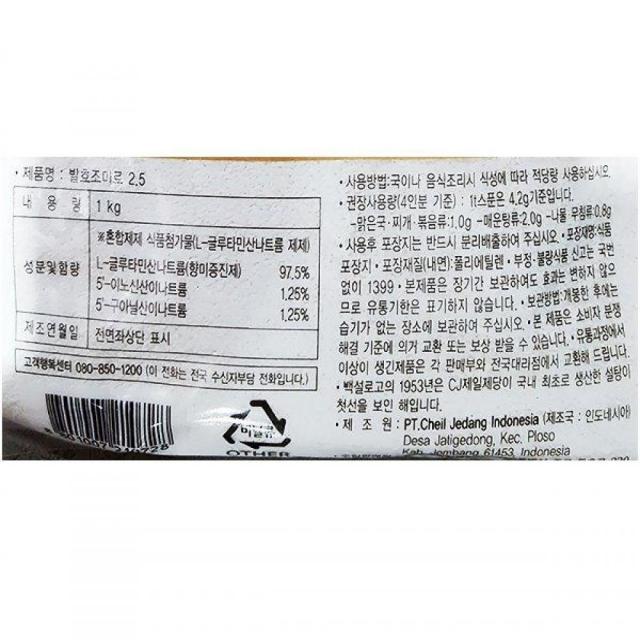 • 제품명 : 발효조미료 2.5
내 용 량 1 kg
성분및함량
※혼합제제 식품첨가물(L-글루타민산나트륨 제제)
L-글루타민산나트륨(향미증진제) 97.5%
5'-이노신산이나트륨 1.25%
5'-구아닐산이나트륨 1.25%
제조연월일 전면좌상단 표시
고객행복센터 080-850-1200 (이 전화는 전국 수신자부담 전화입니다.)
비닐류
OTHER
• 사용방법:국이나 음식조리시 식성에 따라 적당량 사용하십시오.
• 권장사용량(4인분 기준) : 1t스푼은 4.2g기준입니다.
-맑은국·찌개·볶음류:1.0g -매운탕류:2.0g -나물 무침류:0.8g
• 사용후 포장지는 반드시 분리배출하여 주십시오. • 포장재명:식품
포장지 • 포장재질(내면):폴리에틸렌 • 부정·불량식품 신고는 국번
없이 1399 • 본제품은 장기간 보관하여도 효과는 변하지 않으
므로 유통기한은 표기하지 않습니다. • 보관방법:개봉한 후에는
습기가 없는 장소에 보관하여 주십시오. • 본 제품은 소비자 분쟁
해결 기준에 의거 교환 또는 보상 받을 수 있습니다. • 유통과정에서
이상이 생긴제품은 각 판매부와 전국대리점에서 교환해 드립니다.
• 백설로고의 1953년은 CJ제일제당이 국내 최초로 생산한 설탕이
첫선을 보인 해입니다.
• 제 조 원 : PT.Cheil Jedang Indonesia (제조국 : 인도네시아)
Desa Jatigedong, Kec. Ploso
Kab. Jombang 61453, Indonesia